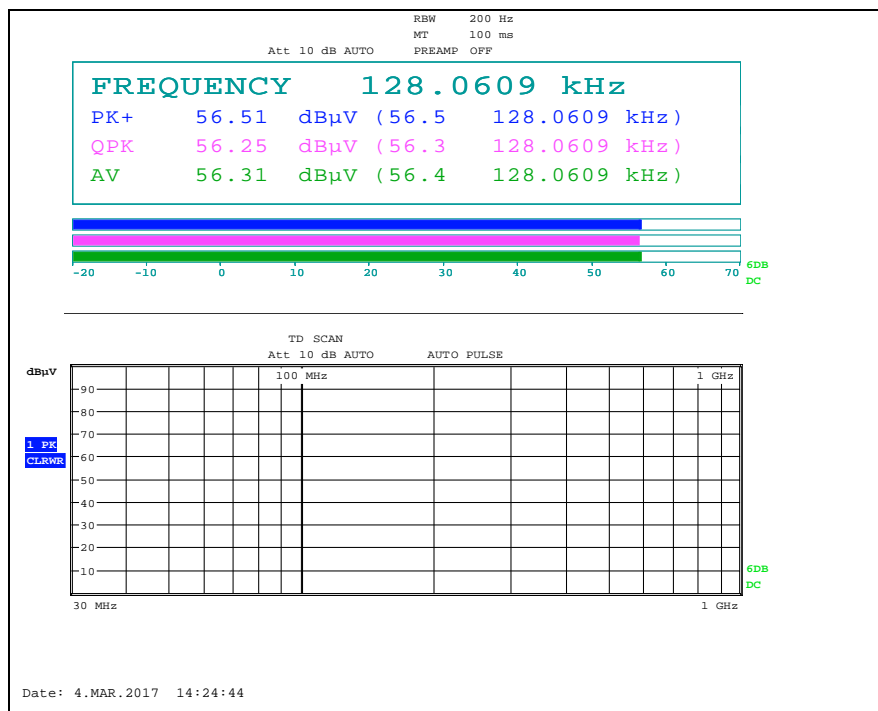 RBW 200 Hz
MT 100 ms
Att 10 dB AUTO PREAMP OFF
FREQUENCY 128.0609 kHz
PK+ 56.51 dBµV (56.5 128.0609 kHz)
QPK 56.25 dBµV (56.3 128.0609 kHz)
AV 56.31 dBµV (56.4 128.0609 kHz)
-20 -10 0 10 20 30 40 50 60 70
6DB
DC
TD SCAN
Att 10 dB AUTO AUTO PULSE
dBµV
100 MHz 1 GHz
90
80
70
1 PK
60
CLRWR
50
40
30
20
10
6DB
DC
30 MHz 1 GHz
Date: 4.MAR.2017 14:24:44